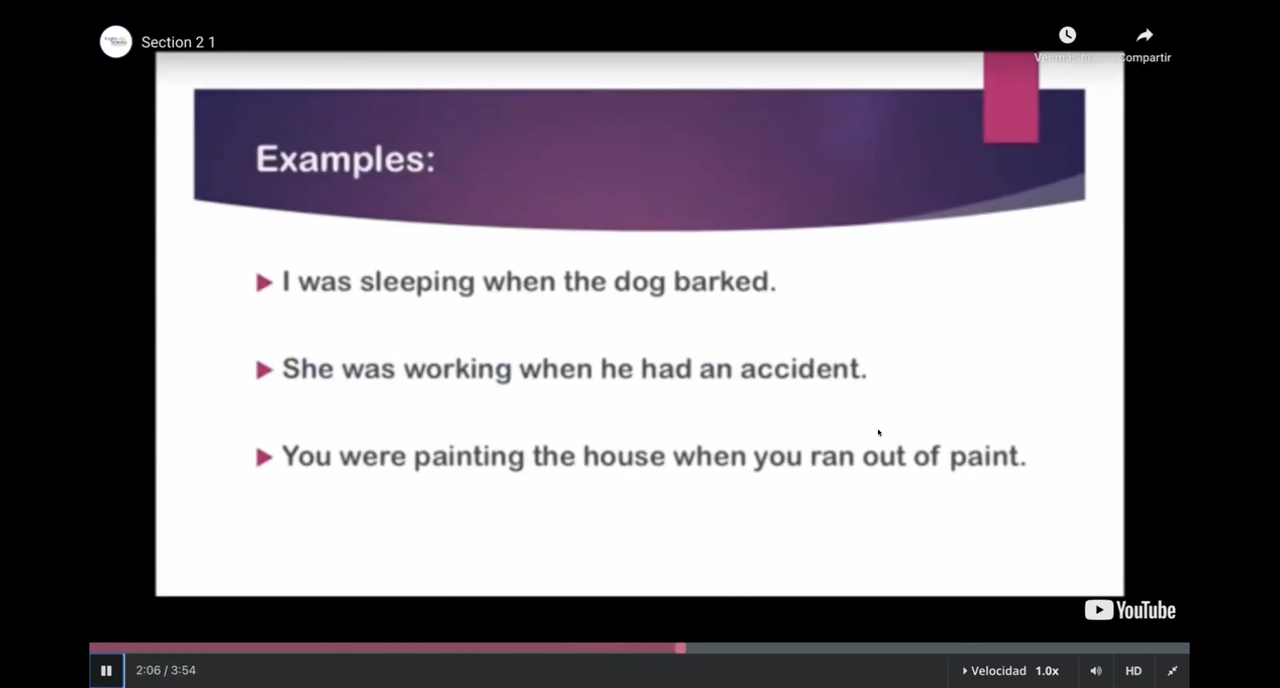 Section 2 1
Compartir
Examples:
I was sleeping when the dog barked.
She was working when he had an accident.
You were painting the house when you ran out of paint.
YouTube
2:06 / 3:54
Velocidad 1.0x
HD